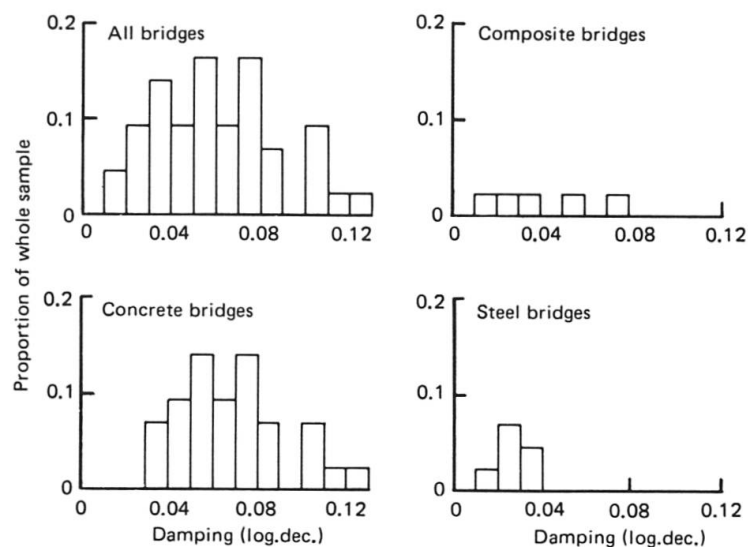 Proportion of whole sample
All bridges
0.2
0.1
0
0 0.04 0.08 0.12
Composite bridges
0.2
0.1
0
0 0.04 0.08 0.12
Concrete bridges
0.2
0.1
0
0 0.04 0.08 0.12
Damping (log.dec.)
Steel bridges
0.2
0.1
0
0 0.04 0.08 0.12
Damping (log.dec.)